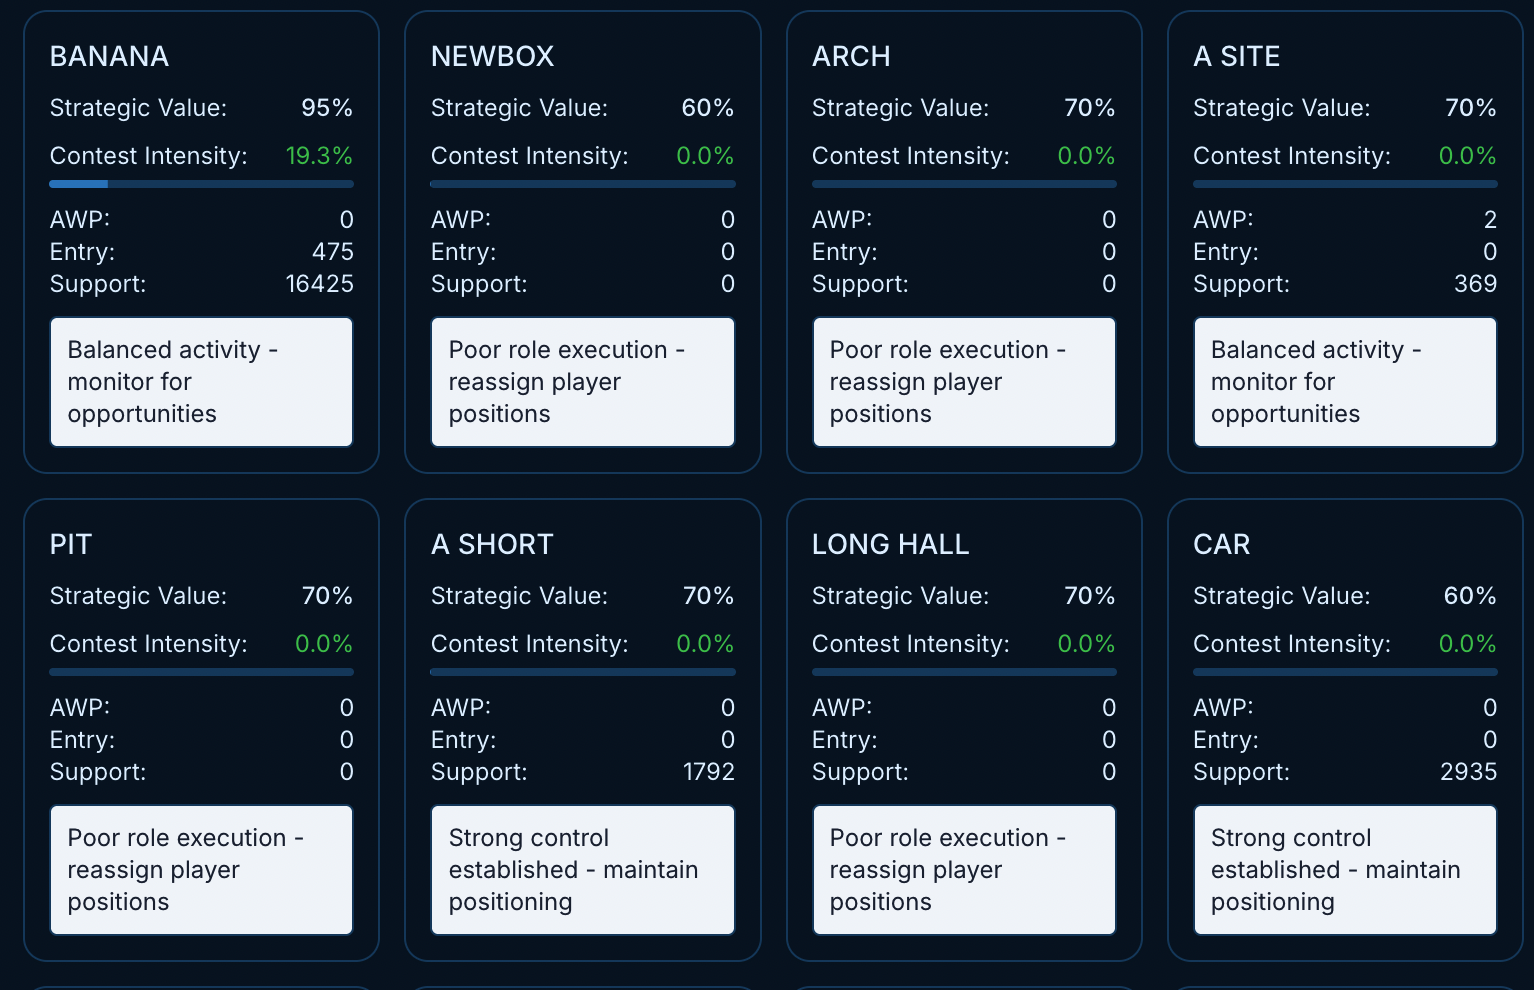 BANANA
Strategic Value: 95%
Contest Intensity: 19.3%
AWP: 0
Entry: 475
Support: 16425
Balanced activity -
monitor for
opportunities
NEWBOX
Strategic Value: 60%
Contest Intensity: 0.0%
AWP: 0
Entry: 0
Support: 0
Poor role execution -
reassign player
positions
ARCH
Strategic Value: 70%
Contest Intensity: 0.0%
AWP: 0
Entry: 0
Support: 0
Poor role execution -
reassign player
positions
A SITE
Strategic Value: 70%
Contest Intensity: 0.0%
AWP: 2
Entry: 0
Support: 369
Balanced activity -
monitor for
opportunities
PIT
Strategic Value: 70%
Contest Intensity: 0.0%
AWP: 0
Entry: 0
Support: 0
Poor role execution -
reassign player
positions
A SHORT
Strategic Value: 70%
Contest Intensity: 0.0%
AWP: 0
Entry: 0
Support: 1792
Strong control
established - maintain
positioning
LONG HALL
Strategic Value: 70%
Contest Intensity: 0.0%
AWP: 0
Entry: 0
Support: 0
Poor role execution -
reassign player
positions
CAR
Strategic Value: 60%
Contest Intensity: 0.0%
AWP: 0
Entry: 0
Support: 2935
Strong control
established - maintain
positioning